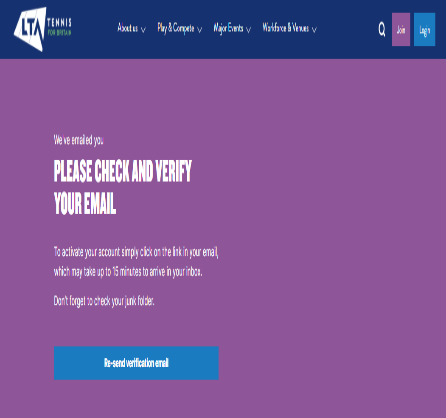 LTA TENNIS
FOR BRITAIN
About us Play & Compete Major Events Workforce & Venues Join Login
We've emailed you
PLEASE CHECK AND VERIFY
YOUR EMAIL
To activate your account simply click on the link in your email,
which may take up to 15 minutes to arrive in your inbox.
Don't forget to check your junk folder.
Re-send verification email